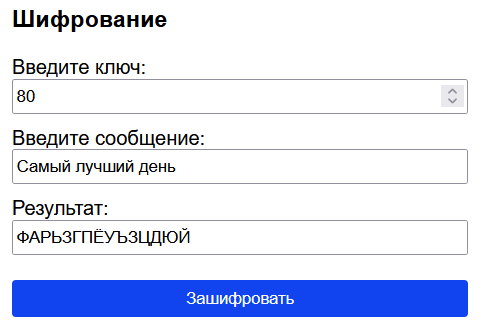 Шифрование
Введите ключ:
80
Введите сообщение:
Самый лучший день
Результат:
ФАРЬЗГПЁУЪЗЦДЮЙ
Зашифровать